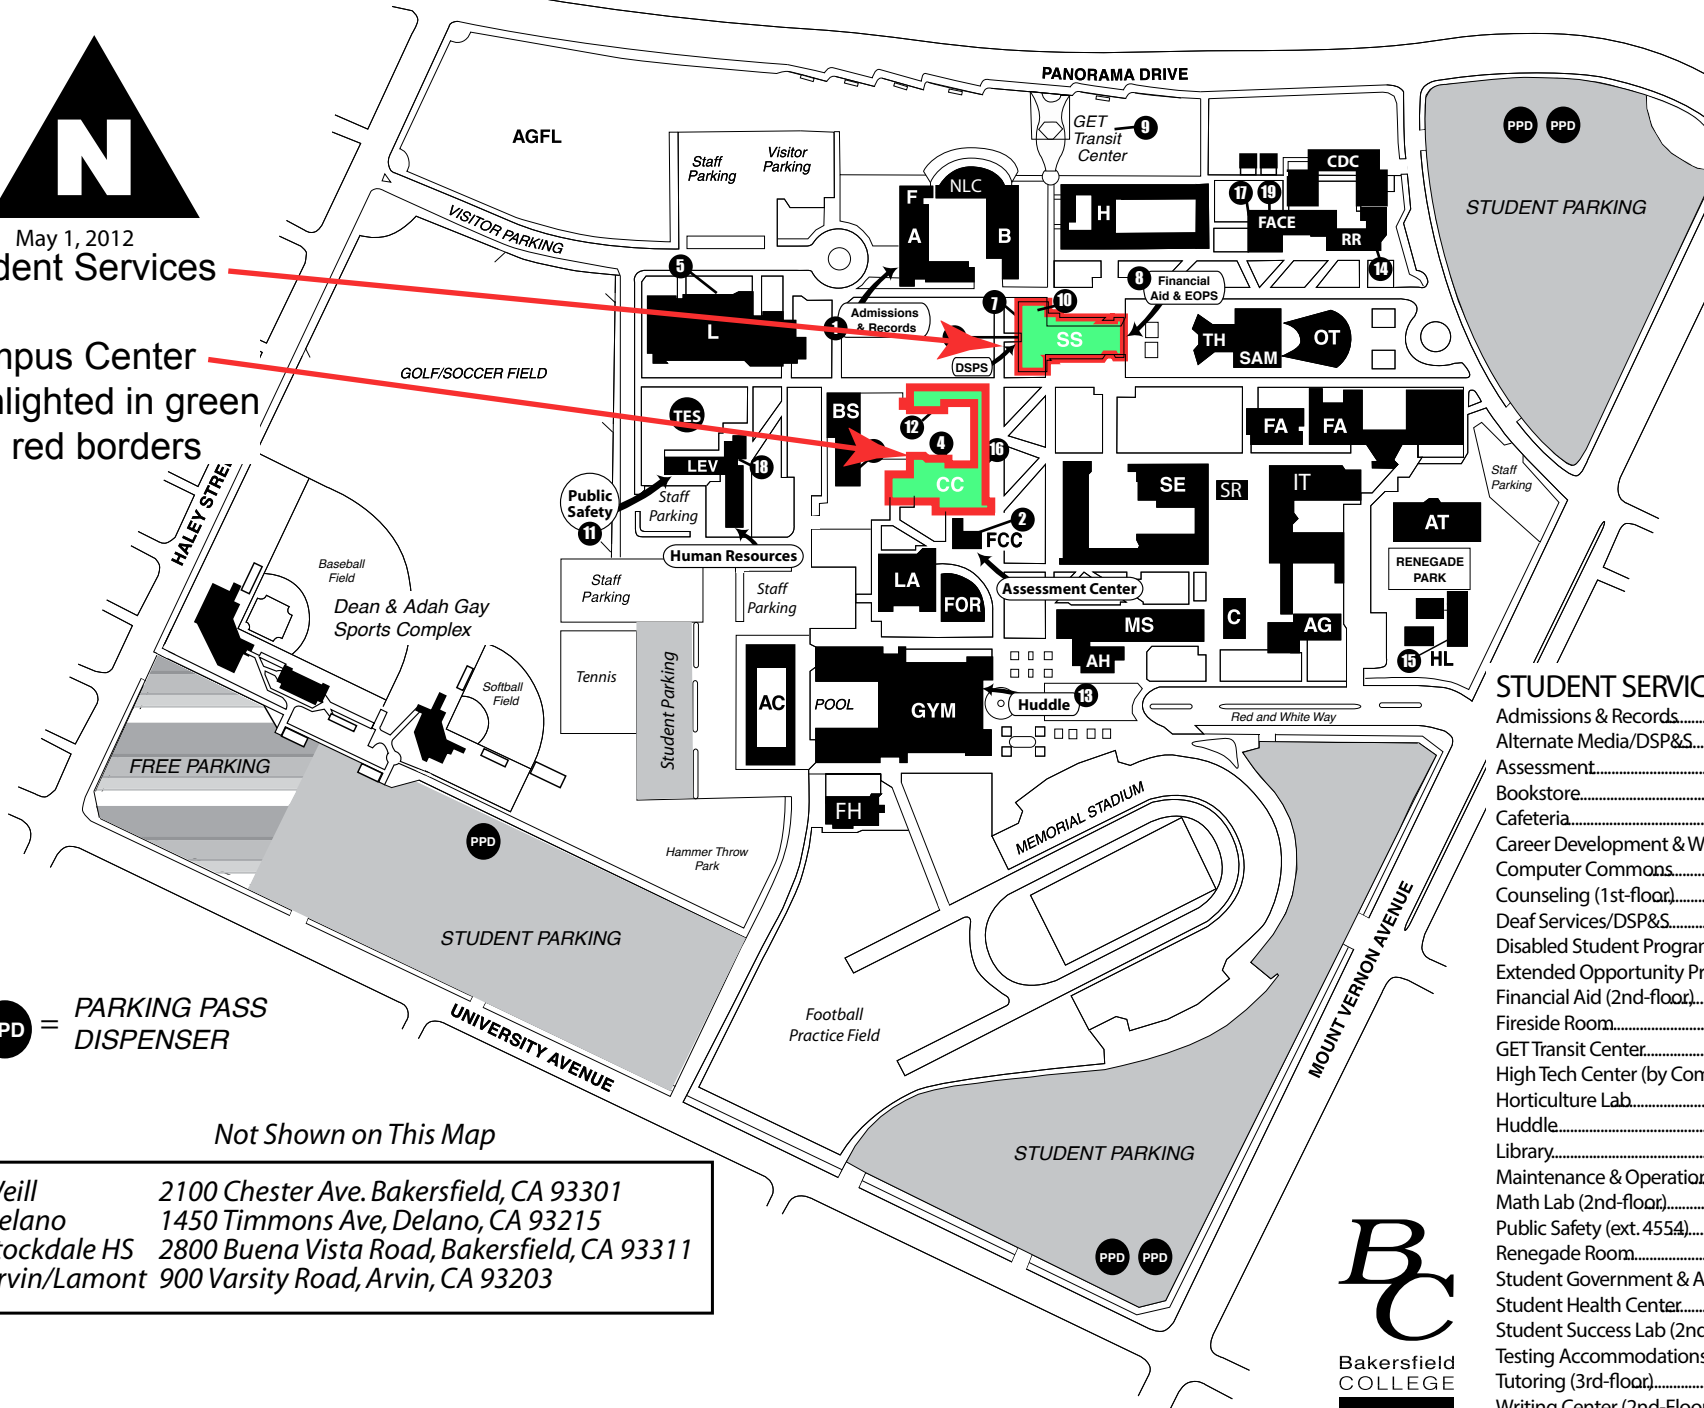 N
May 1, 2012
dent Services
mpus Center
hlighted in green
red borders
PANORAMA DRIVE
AGFL
Staff
Parking
Visitor
Parking
GET
Transit
Center
9
PPD PPD
STUDENT PARKING
VISITOR PARKING
F
NLC
A
B
H
CDC
17
19
FACE
RR
14
5
L
1
Admissions
& Records
7
10
8
Financial
Aid & EOPS
SS
DSPS
TH
SAM
OT
GOLF/SOCCER FIELD
TES
BS
12
4
16
CC
FA
FA
LEV
18
Public
Safety
11
Staff
Parking
Human Resources
2
FCC
Assessment Center
SE
SR
IT
Staff
Parking
AT
RENEGADE
PARK
HALEY STREE
Baseball
Field
Dean & Adah Gay
Sports Complex
Staff
Parking
Staff
Parking
LA
FOR
MS
AH
C
AG
15
HL
Tennis
Softball
Field
Student Parking
AC
POOL
GYM
Huddle
13
Red and White Way
FREE PARKING
FH
MEMORIAL STADIUM
PPD
Hammer Throw
Park
STUDENT PARKING
UNIVERSITY AVENUE
Football
Practice Field
MOUNT VERNON AVENUE
STUDENT PARKING
PPD PPD
PD = PARKING PASS
DISPENSER
Not Shown on This Map
eill 2100 Chester Ave. Bakersfield, CA 93301
elano 1450 Timmons Ave, Delano, CA 93215
tockdale HS 2800 Buena Vista Road, Bakersfield, CA 93311
rvin/Lamont 900 Varsity Road, Arvin, CA 93203
BC
Bakersfield
COLLEGE
STUDENT SERVIC
Admissions & Records
Alternate Media/DSP&S
Assessment
Bookstore
Cafeteria
Career Development & W
Computer Commons
Counseling (1st-floor)
Deaf Services/DSP&S
Disabled Student Program
Extended Opportunity Pr
Financial Aid (2nd-floor)
Fireside Room
GET Transit Center
High Tech Center (by Com
Horticulture Lab
Huddle
Library
Maintenance & Operation
Math Lab (2nd-floor)
Public Safety (ext. 4554)
Renegade Room
Student Government & A
Student Health Center
Student Success Lab (2nd
Testing Accommodations
Tutoring (3rd-floor)
Writing Center (2nd-Floor